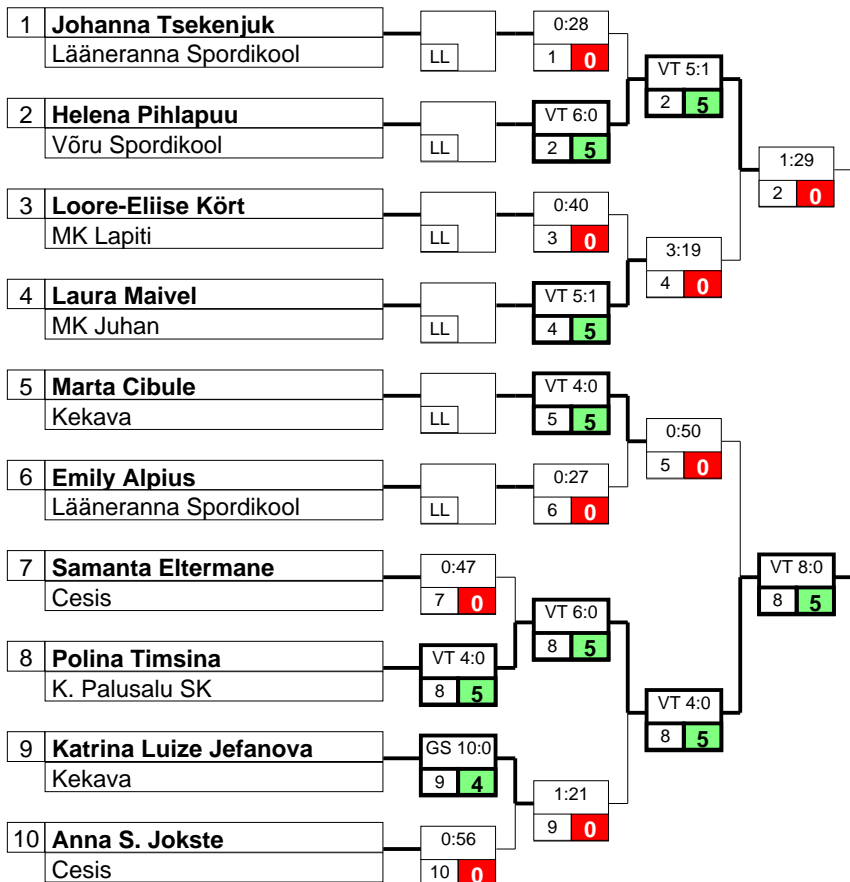 1 Johanna Tsekenjuk
Lääneranna Spordikool
LL
0:28
1 0
VT 5:1
2 5
2 Helena Pihlapuu
Võru Spordikool
LL
VT 6:0
2 5
1:29
2 0
3 Loore-Eliise Kört
MK Lapiti
LL
0:40
3 0
3:19
4 0
4 Laura Maivel
MK Juhan
LL
VT 5:1
4 5
5 Marta Cibule
Kekava
LL
VT 4:0
5 5
0:50
5 0
6 Emily Alpius
Lääneranna Spordikool
LL
0:27
6 0
7 Samanta Eltermane
Cesis
0:47
7 0
VT 6:0
8 5
VT 8:0
8 5
8 Polina Timsina
K. Palusalu SK
VT 4:0
8 5
VT 4:0
8 5
9 Katrina Luize Jefanova
Kekava
GS 10:0
9 4
1:21
9 0
10 Anna S. Jokste
Cesis
0:56
10 0